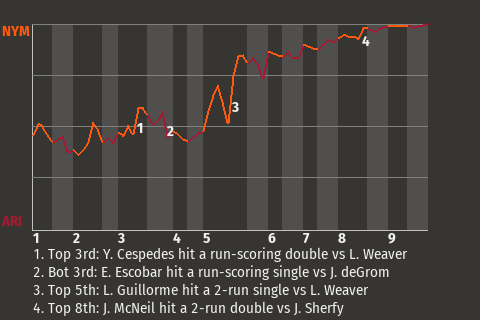 NYM
1
2
3
4
ARI
1 2 3 4 5 6 7 8 9
1. Top 3rd: Y. Cespedes hit a run-scoring double vs L. Weaver
2. Bot 3rd: E. Escobar hit a run-scoring single vs J. deGrom
3. Top 5th: L. Guillorme hit a 2-run single vs L. Weaver
4. Top 8th: J. McNeil hit a 2-run double vs J. Sherfy